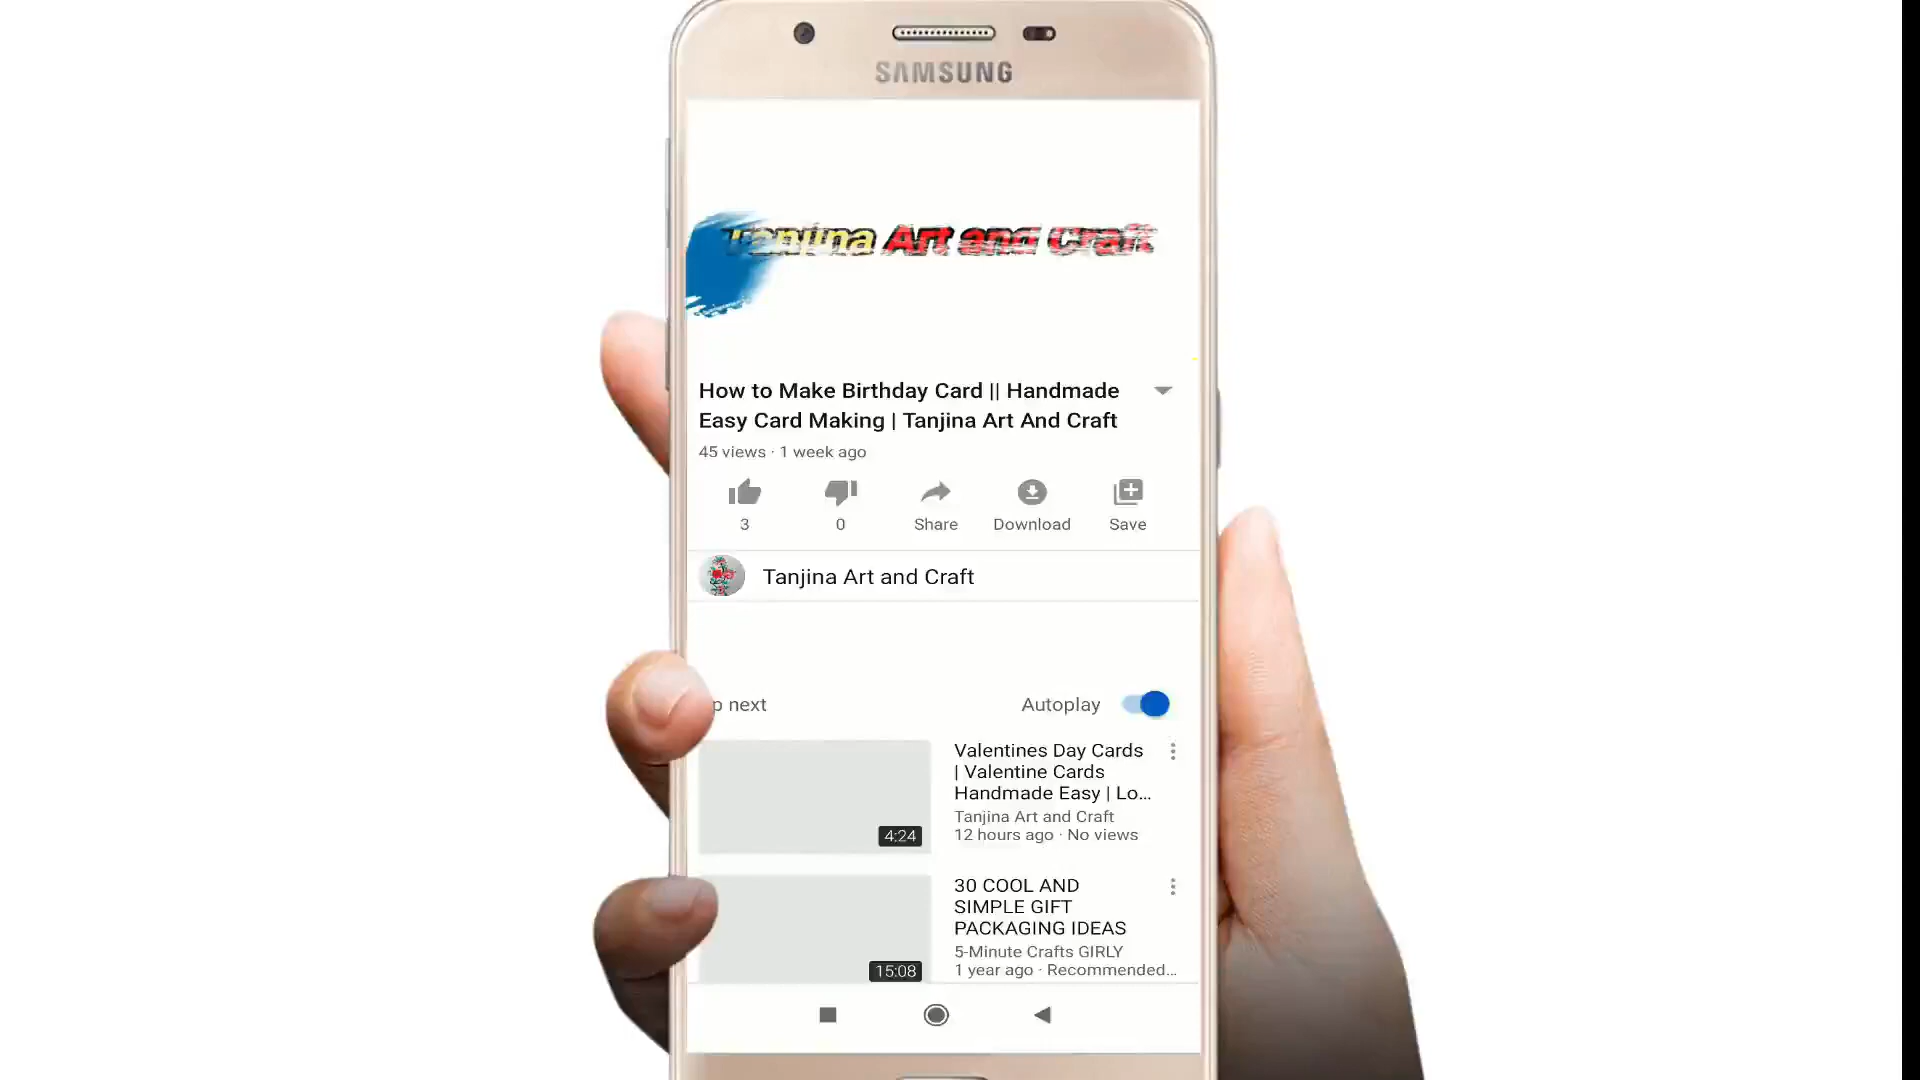 SAMSUNG
Tanjina Art and Craft
How to Make Birthday Card || Handmade
Easy Card Making | Tanjina Art And Craft
45 views · 1 week ago
3
0
Share
Download
Save
Tanjina Art and Craft
p next
Autoplay
Valentines Day Cards
| Valentine Cards
Handmade Easy | Lo...
Tanjina Art and Craft
12 hours ago · No views
4:24
30 COOL AND
SIMPLE GIFT
PACKAGING IDEAS
5-Minute Crafts GIRLY
1 year ago · Recommended...
15:08